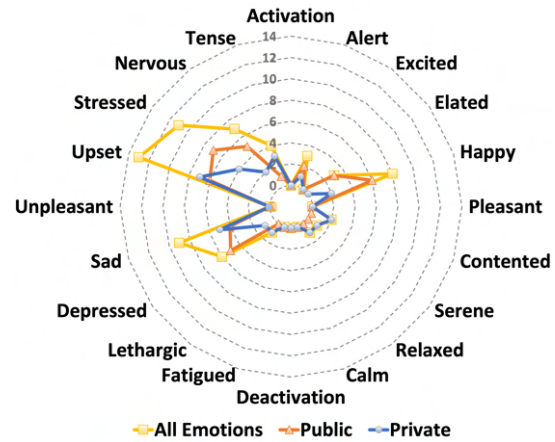 Activation
Alert
Excited
Elated
Happy
Pleasant
Contented
Serene
Relaxed
Calm
Deactivation
Fatigued
Lethargic
Depressed
Sad
Unpleasant
Upset
Stressed
Nervous
Tense
14
12
10
8
6
4
2
0
All Emotions Public Private